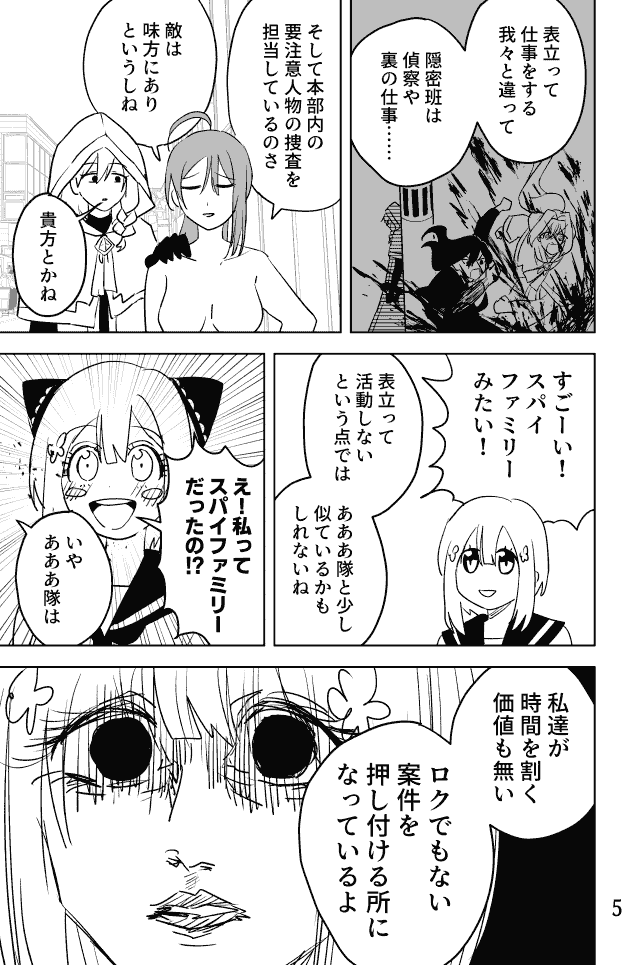 表立って
仕事をする
我々と違って
隠密班は
偵察や
裏の仕事……
そして本部内の
要注意人物の捜査を
担当しているのさ
敵は
味方にあり
というしね
貴方とかね
すごーい！
スパイ
ファミリー
みたい！
表立って
活動しない
という点では
あああ隊と少し
似ているかも
しれないね
え！私って
スパイファミリー
だったの!?
いや
あああ隊は
私達が
時間を割く
価値も無い
ロクでもない
案件を
押し付ける所に
なっているよ
5